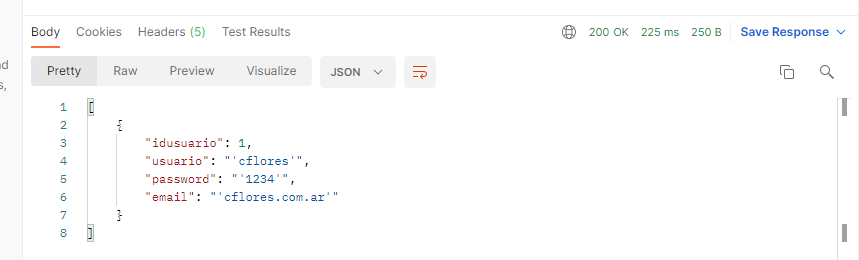 Body Cookies Headers (5) Test Results 200 OK 225 ms 250 B Save Response
nd
s,
Pretty Raw Preview Visualize JSON
1 [
2 {
3 "idusuario": 1,
4 "usuario": "'cflores'",
5 "password": "'1234'",
6 "email": "'cflores.com.ar'"
7 }
8 ]